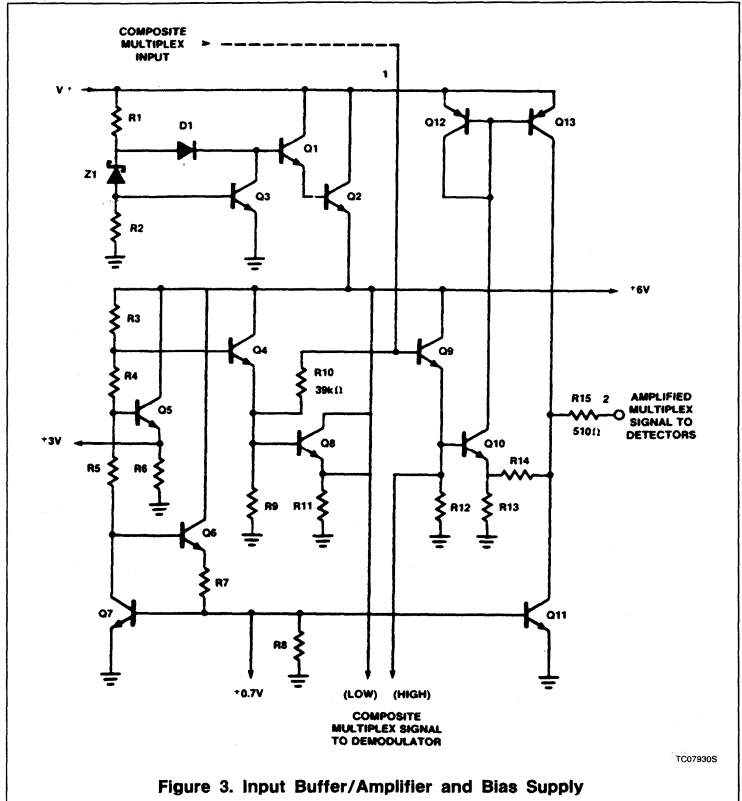 COMPOSITE
MULTIPLEX
INPUT
1
V+
R1
D1
Q1
Q12
Q13
Z1
Q3
Q2
R2
+6V
R3
Q4
Q9
R10
39kΩ
R4
R15 2
510Ω
AMPLIFIED
MULTIPLEX
SIGNAL TO
DETECTORS
Q5
Q8
Q10
+3V
R14
R5
R6
R9
R11
R12
R13
Q6
R7
Q7
Q11
R8
+0.7V
(LOW) (HIGH)
COMPOSITE
MULTIPLEX SIGNAL
TO DEMODULATOR
TC07930S
Figure 3. Input Buffer/Amplifier and Bias Supply